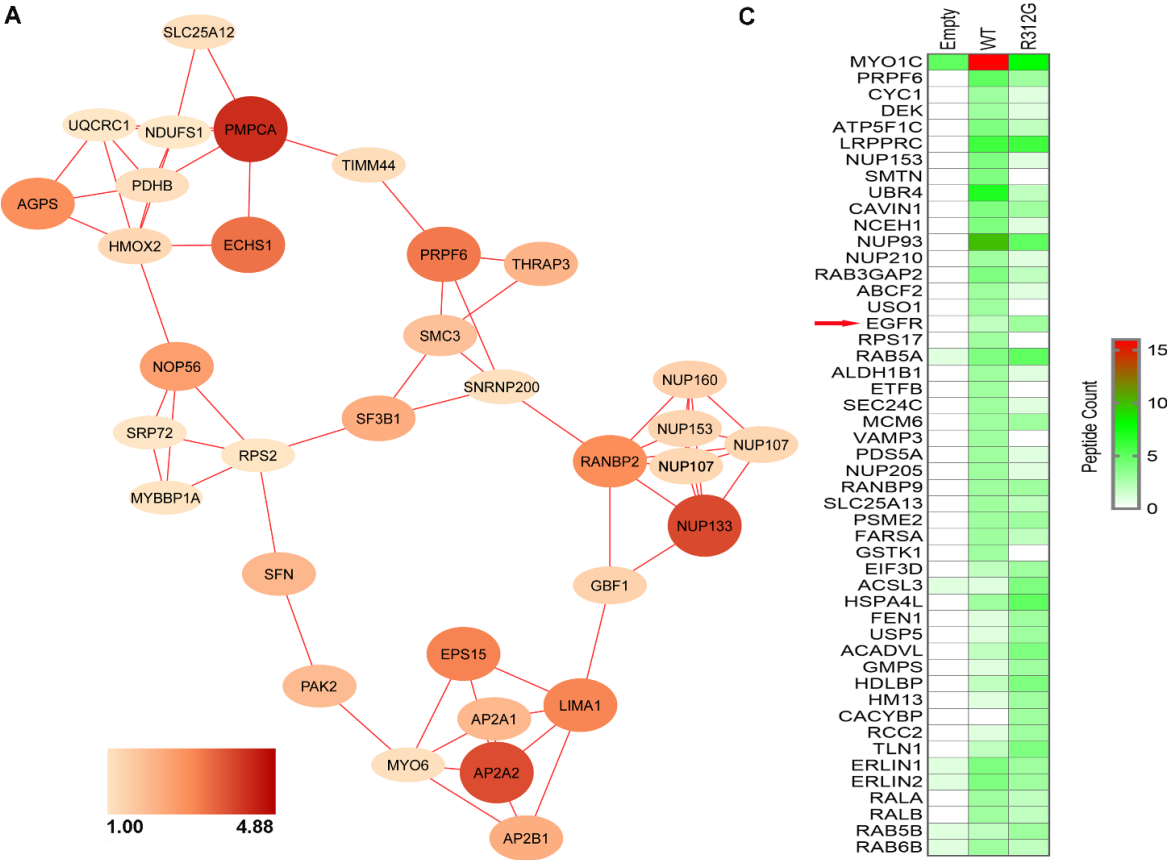 A
SLC25A12
UQCRC1
NDUFS1
PMPCA
TIMM44
PDHB
AGPS
HMOX2
ECHS1
PRPF6
THRAP3
SMC3
NOP56
SNRNP200
SF3B1
SRP72
RPS2
MYBBP1A
NUP160
NUP153
NUP107
RANBP2
NUP107
NUP133
SFN
GBF1
EPS15
PAK2
LIMA1
AP2A1
MYO6
AP2A2
AP2B1
1.00 4.88
C
Empty WT R312G
MYO1C
PRPF6
CYC1
DEK
ATP5F1C
LRPPRC
NUP153
SMTN
UBR4
CAVIN1
NCEH1
NUP93
NUP210
RAB3GAP2
ABCF2
USO1
EGFR
RPS17
RAB5A
ALDH1B1
ETFB
SEC24C
MCM6
VAMP3
PDS5A
NUP205
RANBP9
SLC25A13
PSME2
FARSA
GSTK1
EIF3D
ACSL3
HSPA4L
FEN1
USP5
ACADVL
GMPS
HDLBP
HM13
CACYBP
RCC2
TLN1
ERLIN1
ERLIN2
RALA
RALB
RAB5B
RAB6B
Peptide Count
15
10
5
0